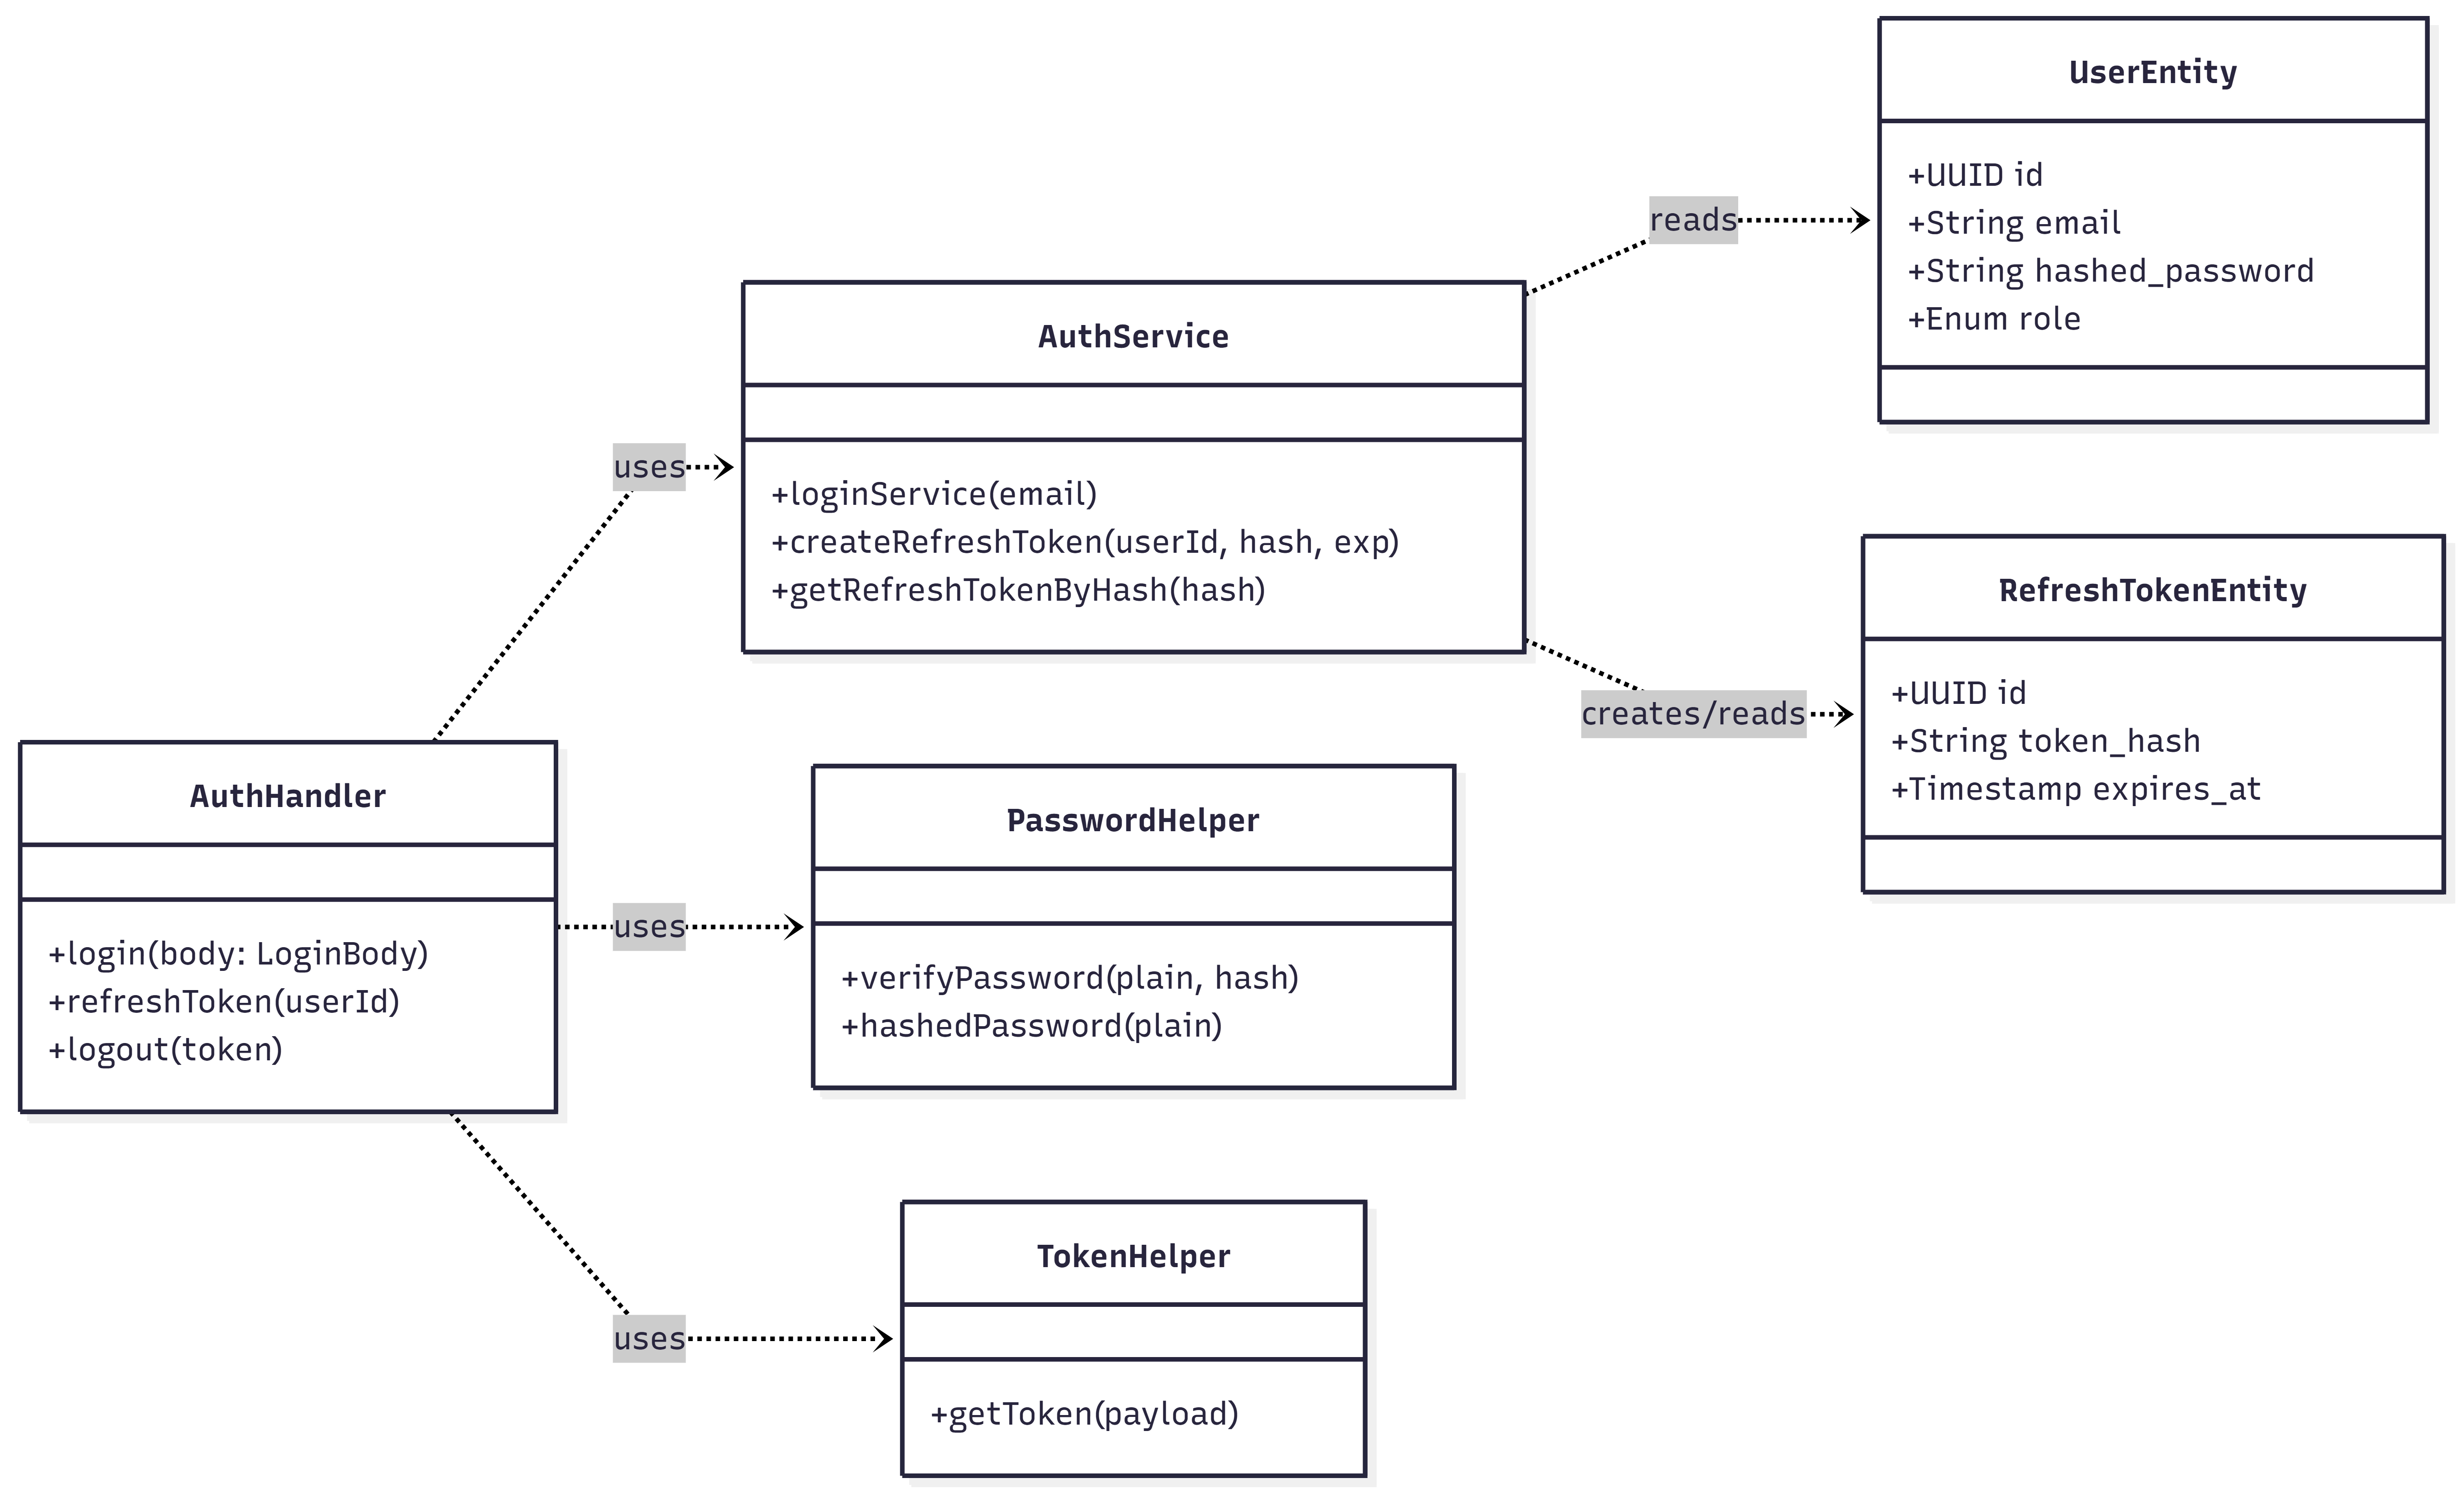 UserEntity
+UUID id
+String email
+String hashed_password
+Enum role
reads
AuthService
+loginService(email)
+createRefreshToken(userId, hash, exp)
+getRefreshTokenByHash(hash)
uses
RefreshTokenEntity
+UUID id
+String token_hash
+Timestamp expires_at
creates/reads
AuthHandler
+login(body: LoginBody)
+refreshToken(userId)
+logout(token)
uses
PasswordHelper
+verifyPassword(plain, hash)
+hashedPassword(plain)
uses
TokenHelper
+getToken(payload)